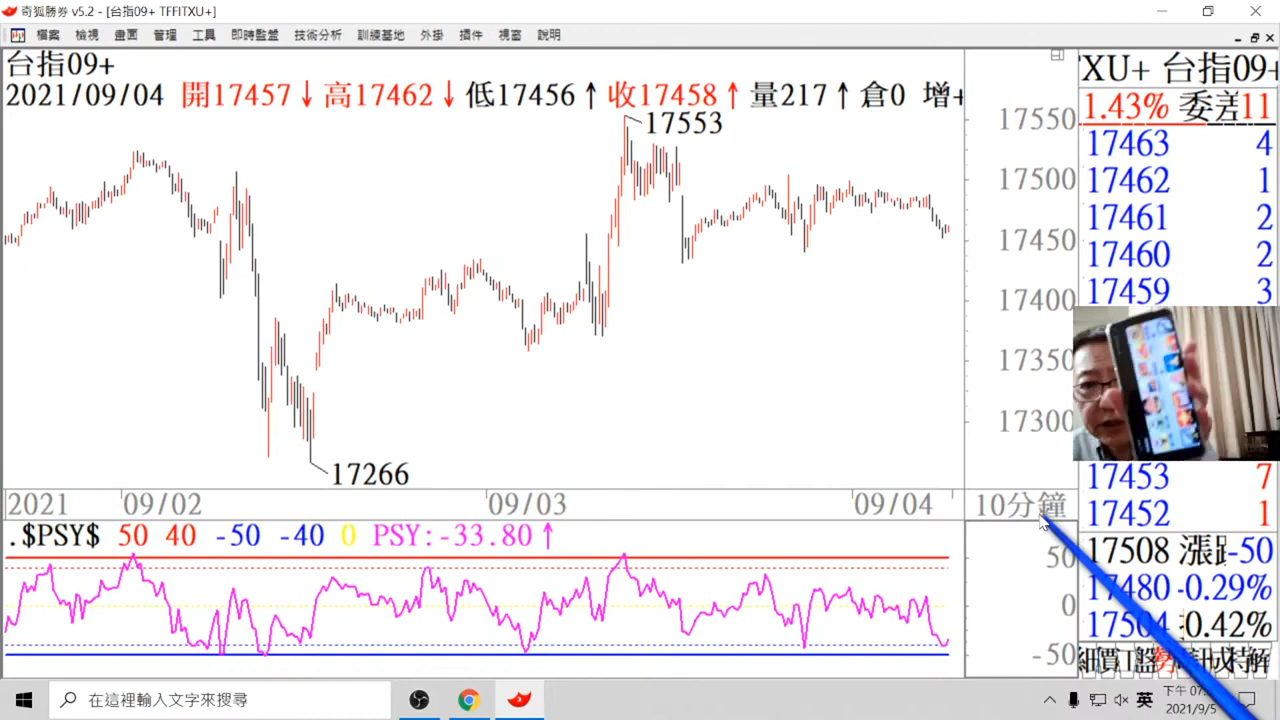 奇狐勝券 v5.2 - [台指09+ TFFITXU+]
檔案 檢視 畫面 管理 工具 即時監盤 技術分析 訓練基地 外掛 插件 視窗 說明
台指09+
2021/09/04 開17457↓ 高17462↓ 低17456↑ 收17458↑ 量217↑ 倉0 增+
17553
17266
17550
17500
17450
17400
17350
17300
2021 09/02 09/03 09/04 10分鐘
.$PSY$ 50 40 -50 -40 0 PSY:-33.80↑
50
0
-50
XU+ 台指09+
1.43% 委差11
17463 4
17462 1
17461 2
17460 2
17459 3
17453 7
17452 1
17508 漲跌-50
17480 -0.29%
17504 0.42%
在這裡輸入文字來搜尋
英
下午 07:
2021/9/5